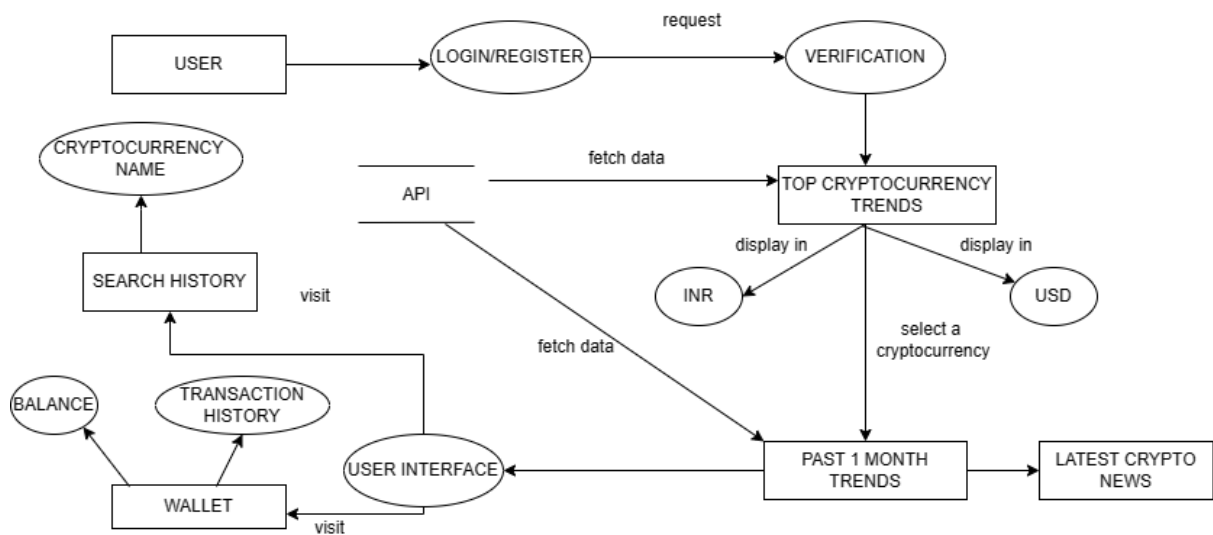 request
USER
LOGIN/REGISTER
VERIFICATION
CRYPTOCURRENCY
NAME
fetch data
API
TOP CRYPTOCURRENCY
TRENDS
display in
display in
SEARCH HISTORY
visit
INR
USD
select a
cryptocurrency
fetch data
BALANCE
TRANSACTION
HISTORY
USER INTERFACE
PAST 1 MONTH
TRENDS
LATEST CRYPTO
NEWS
WALLET
visit